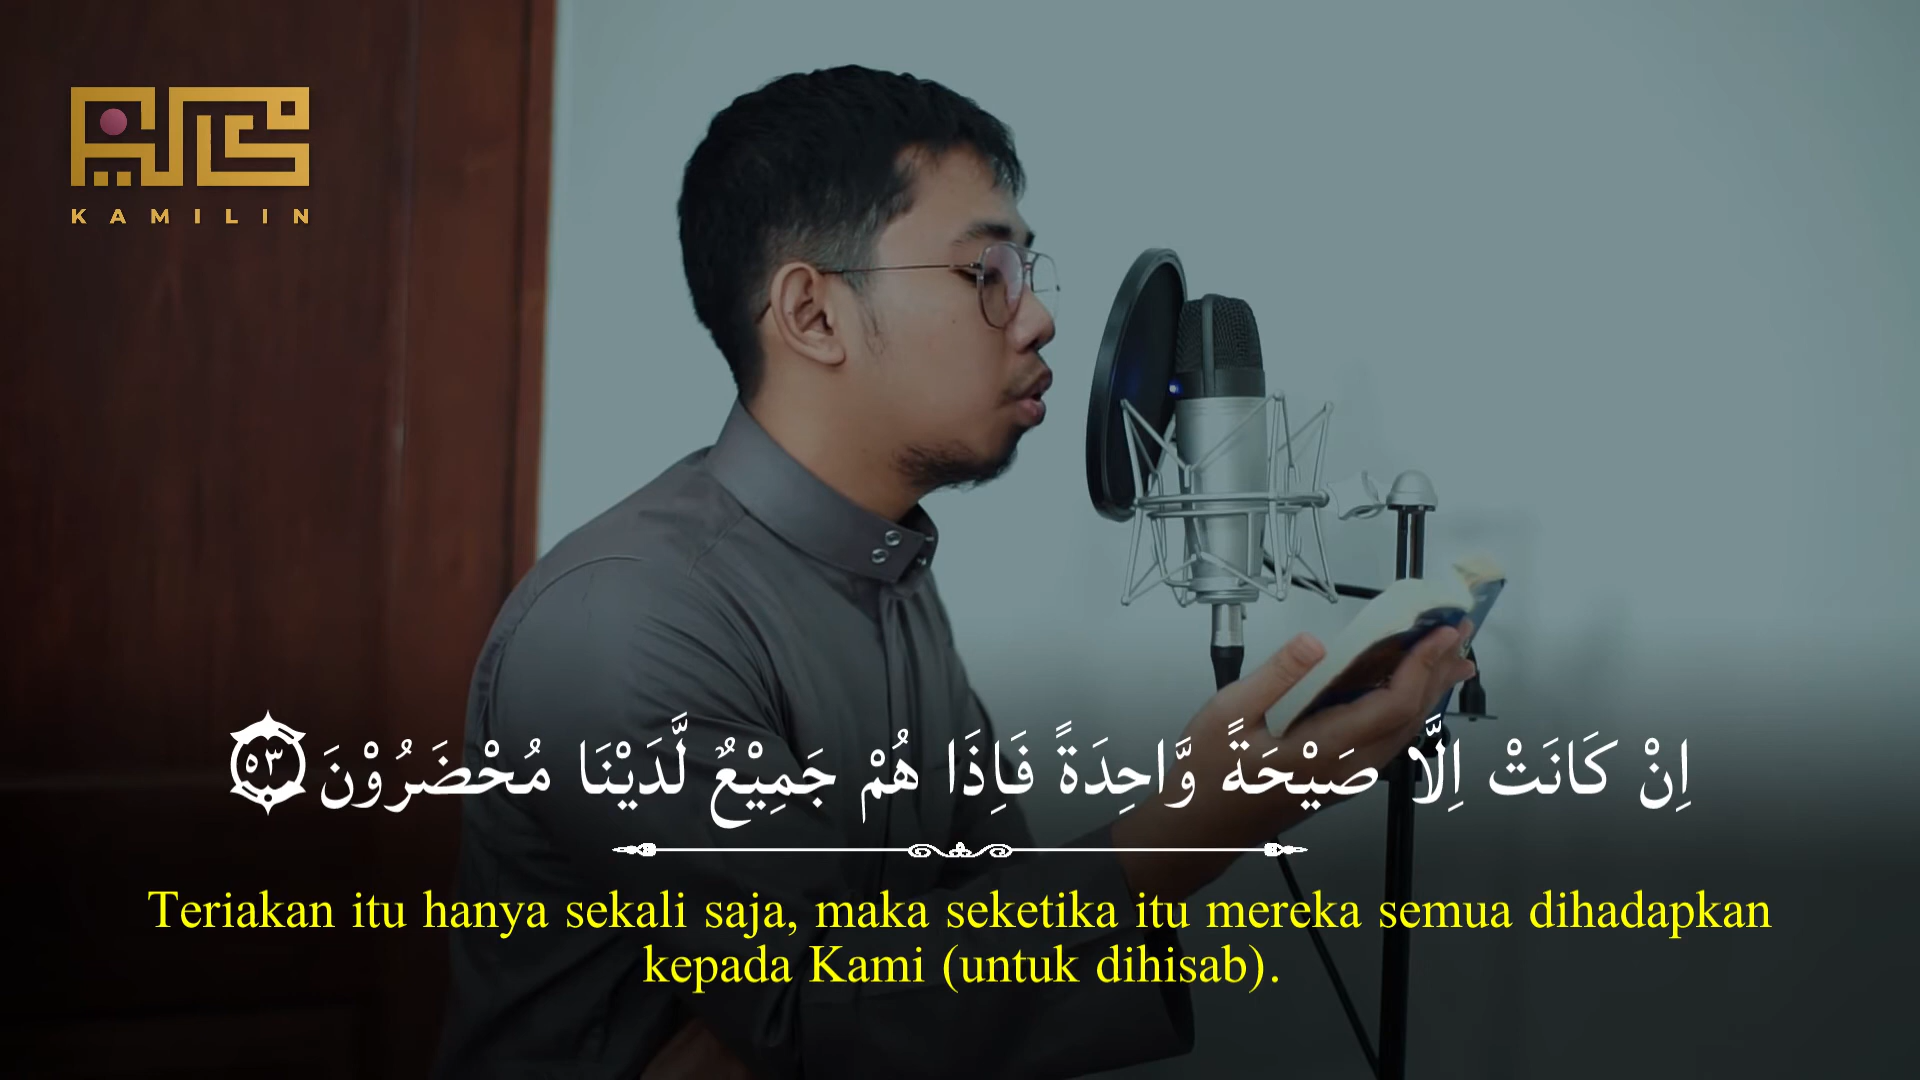 KAMILIN
اِنْ كَانَتْ اِلَّا صَيْحَةً وَّاحِدَةً فَاِذَا هُمْ جَمِيْعٌ لَّدَيْنَا مُحْضَرُوْنَ ٥٣
Teriakan itu hanya sekali saja, maka seketika itu mereka semua dihadapkan
kepada Kami (untuk dihisab).